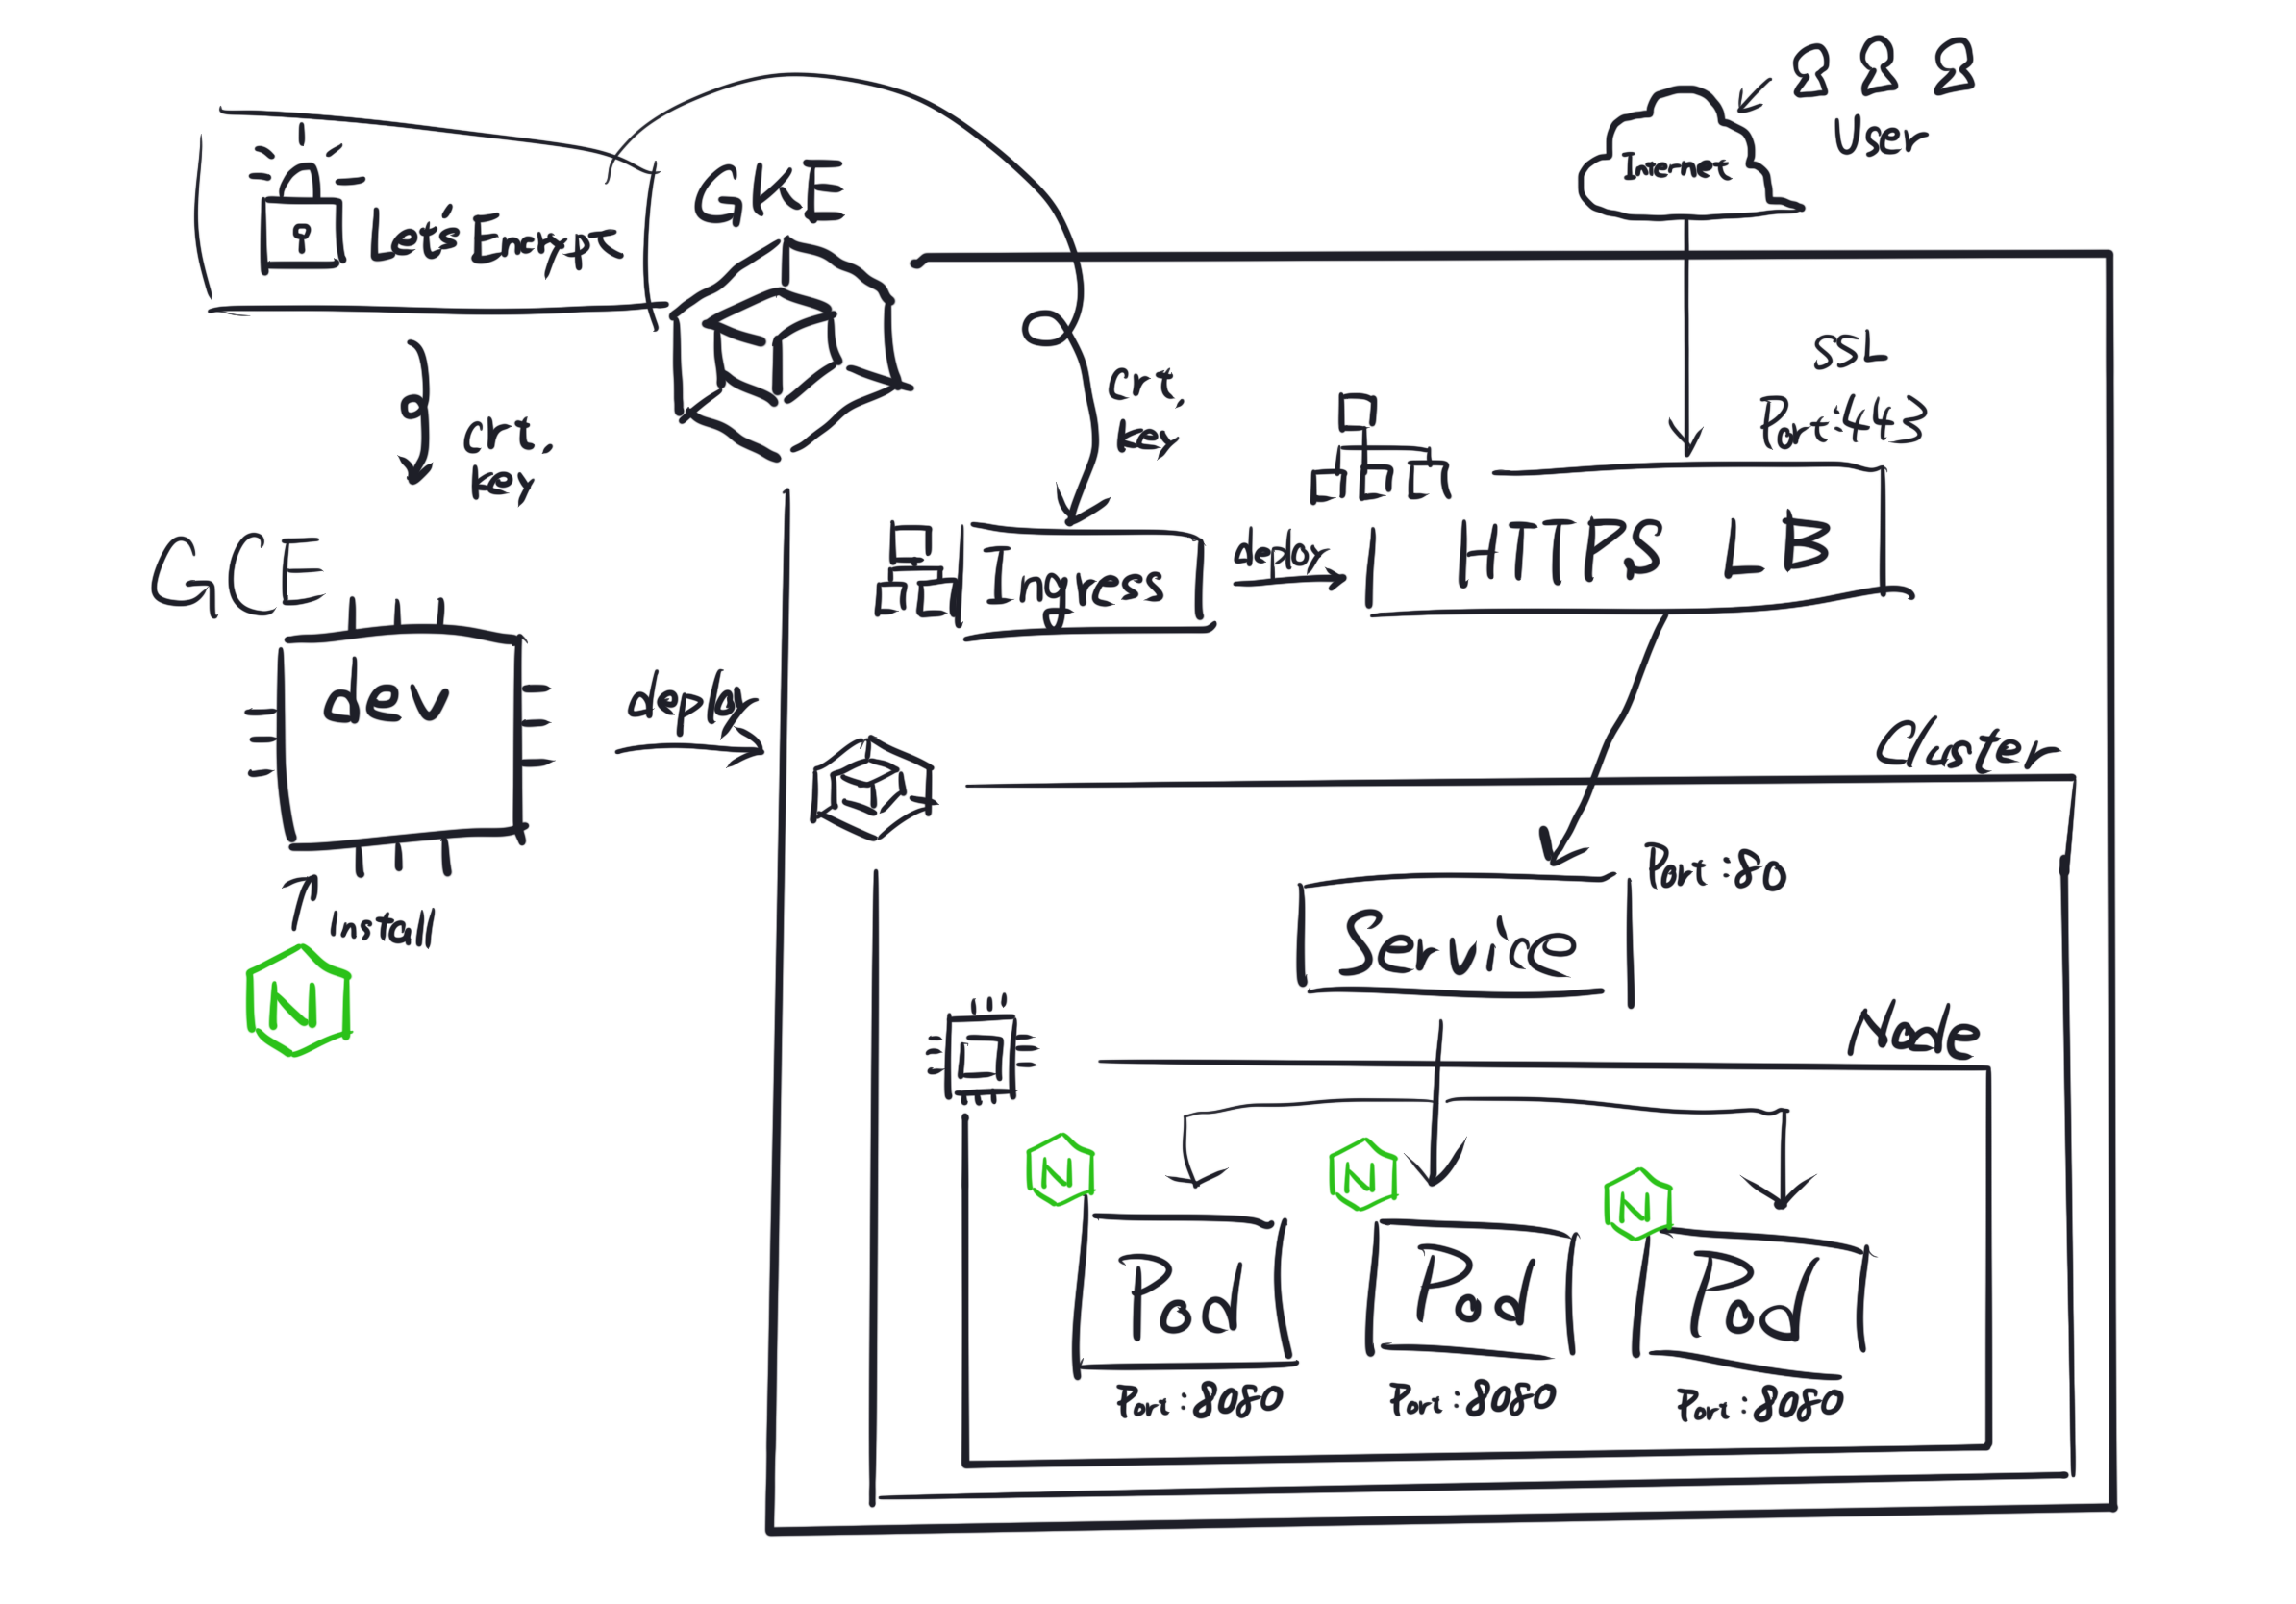 User
Internet
Let's Encrypt
GKE
SSL
Port:443
crt.
key
crt.
key
GCE
Ingress
deploy
HTTPS LB
dev
deploy
Cluster
Port:80
Install
Service
N
Node
N
N
N
Pod
Pod
Pod
Port:8080
Port:8080
Port:8080